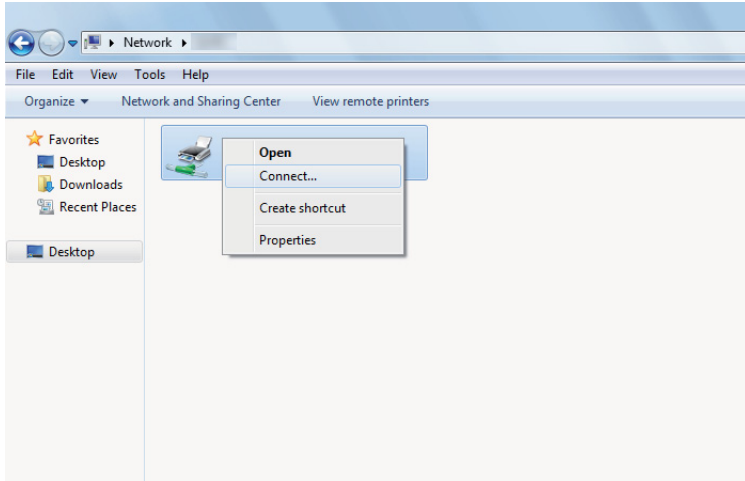 Network
File Edit View Tools Help
Organize Network and Sharing Center View remote printers
Favorites
Desktop
Downloads
Recent Places
Desktop
Open
Connect...
Create shortcut
Properties